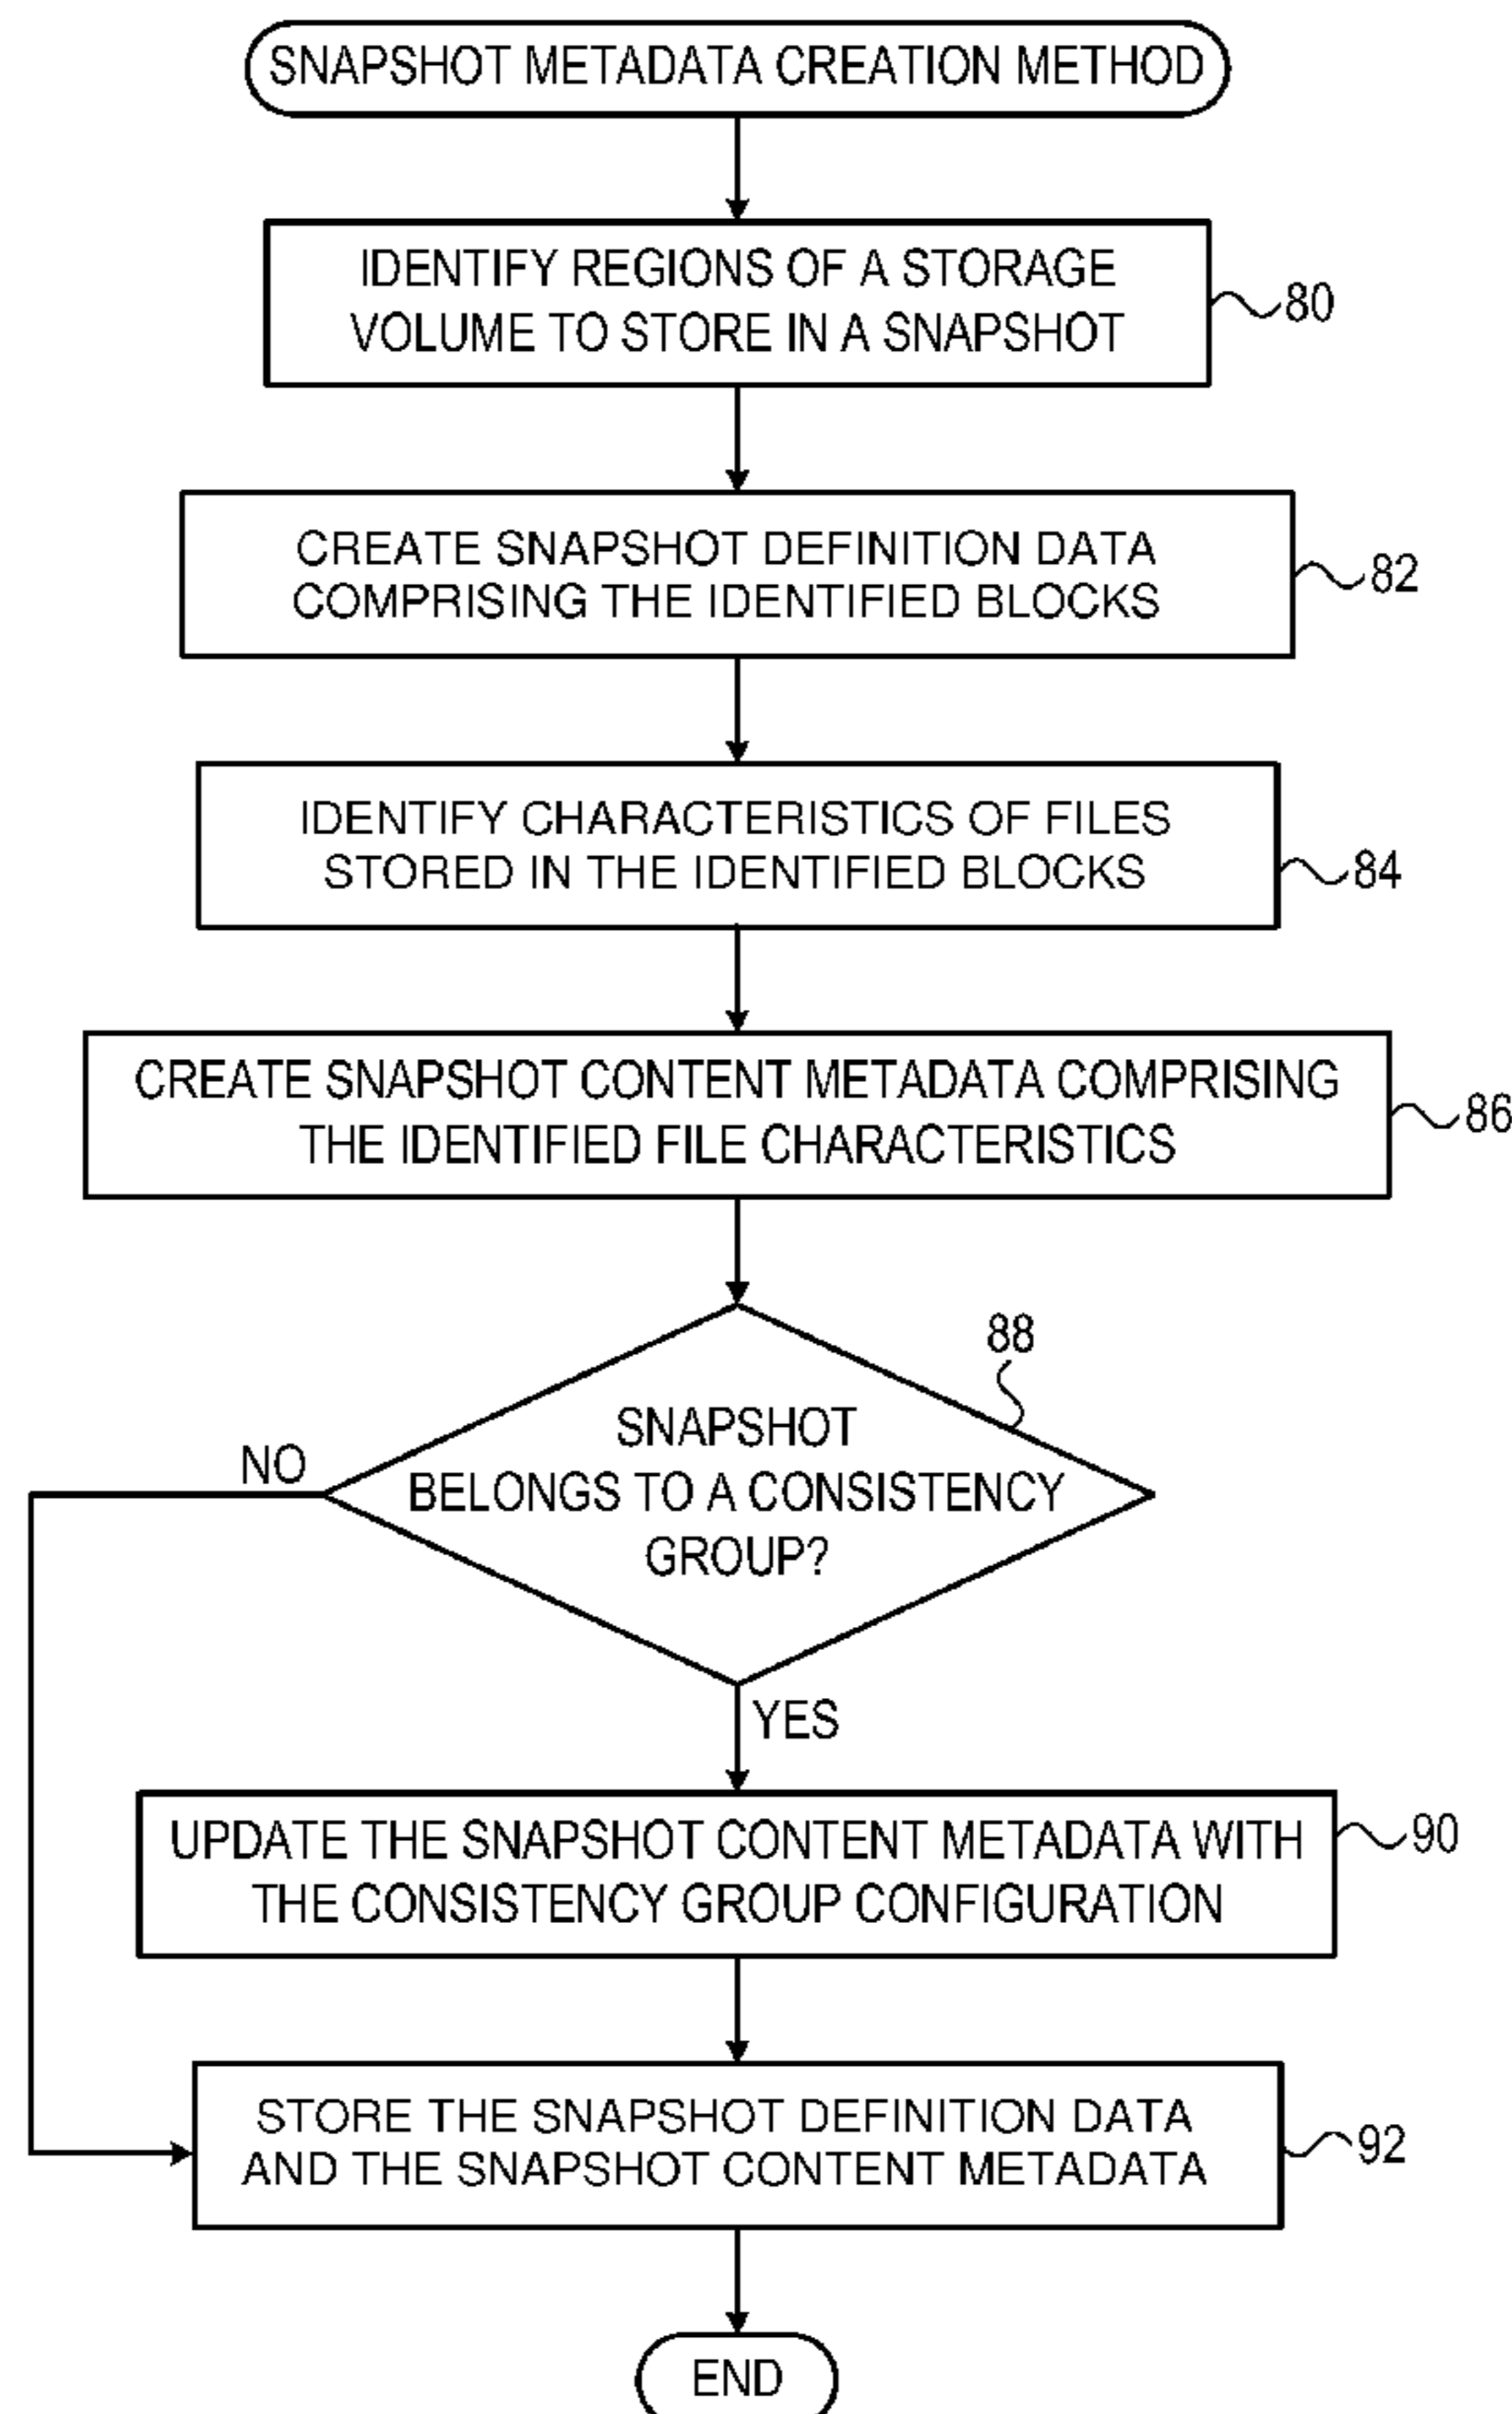 SNAPSHOT METADATA CREATION METHOD
IDENTIFY REGIONS OF A STORAGE
VOLUME TO STORE IN A SNAPSHOT
80
CREATE SNAPSHOT DEFINITION DATA
COMPRISING THE IDENTIFIED BLOCKS
82
IDENTIFY CHARACTERISTICS OF FILES
STORED IN THE IDENTIFIED BLOCKS
84
CREATE SNAPSHOT CONTENT METADATA COMPRISING
THE IDENTIFIED FILE CHARACTERISTICS
86
88
SNAPSHOT
BELONGS TO A CONSISTENCY
GROUP?
NO
YES
UPDATE THE SNAPSHOT CONTENT METADATA WITH
THE CONSISTENCY GROUP CONFIGURATION
90
STORE THE SNAPSHOT DEFINITION DATA
AND THE SNAPSHOT CONTENT METADATA
92
END